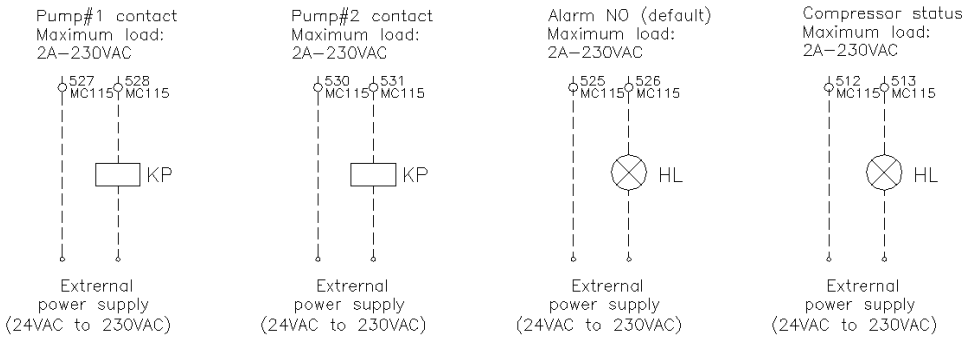 Pump#1 contact
Maximum load:
2A-230VAC
527
MC115
528
MC115
KP
Extrernal
power supply
(24VAC to 230VAC)
Pump#2 contact
Maximum load:
2A-230VAC
530
MC115
531
MC115
KP
Extrernal
power supply
(24VAC to 230VAC)
Alarm NO (default)
Maximum load:
2A-230VAC
525
MC115
526
MC115
HL
Extrernal
power supply
(24VAC to 230VAC)
Compressor status
Maximum load:
2A-230VAC
512
MC115
513
MC115
HL
Extrernal
power supply
(24VAC to 230VAC)